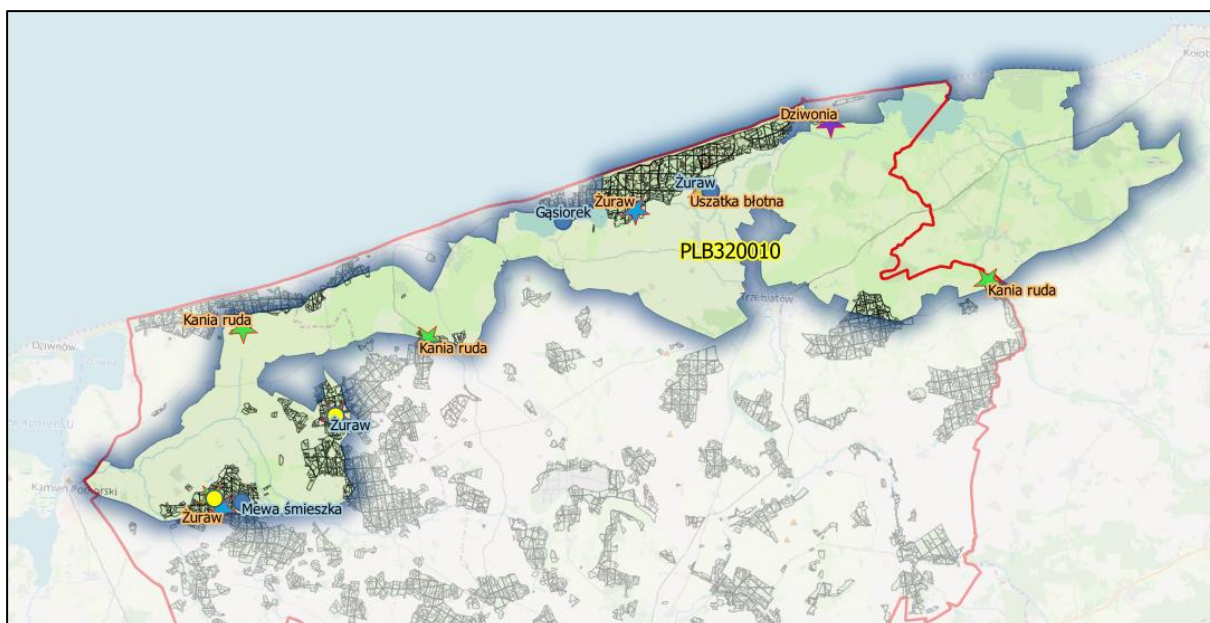 Dziwonia
Żuraw
Uszatka błotna
Żuraw
Gąsiorek
PLB320010
Trzebiatów
Kania ruda
Kania ruda
Kania ruda
Dziwnów
Żuraw
Kamień Pomorski
Mewa śmieszka
Żuraw